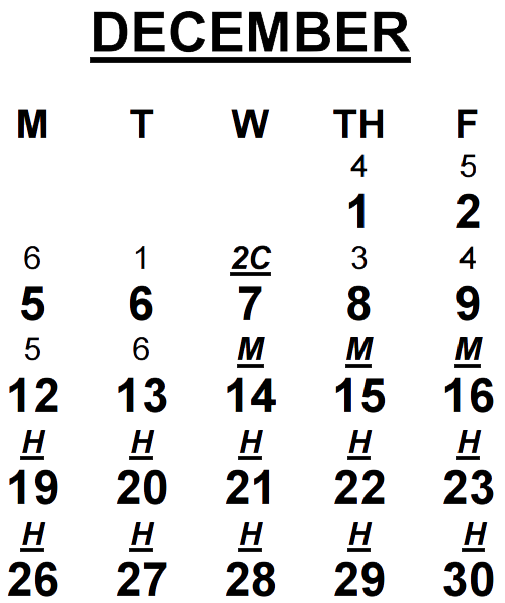 DECEMBER
M T W TH F
4 5
1 2
6 1 2C 3 4
5 6 7 8 9
5 6 M M M
12 13 14 15 16
H H H H H
19 20 21 22 23
H H H H H
26 27 28 29 30